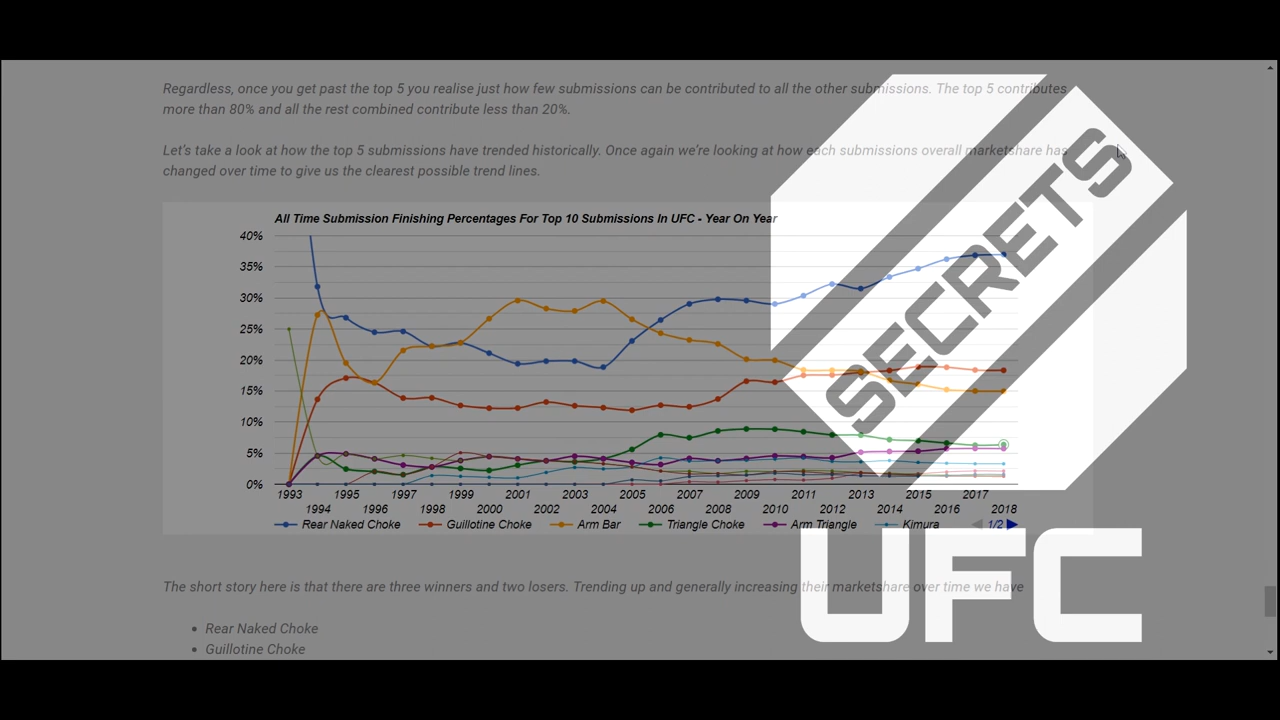 Regardless, once you get past the top 5 you realise just how few submissions can be contributed to all the other submissions. The top 5 contributes
more than 80% and all the rest combined contribute less than 20%.
Let's take a look at how the top 5 submissions have trended historically. Once again we're looking at how each submissions overall marketshare has
changed over time to give us the clearest possible trend lines.
All Time Submission Finishing Percentages For Top 10 Submissions In UFC - Year On Year
40%
35%
30%
25%
20%
15%
10%
5%
0%
1993 1995 1997 1999 2001 2003 2005 2007 2009 2011 2013 2015 2017
1994 1996 1998 2000 2002 2004 2006 2008 2010 2012 2014 2016 2018
Rear Naked Choke Guillotine Choke Arm Bar Triangle Choke Arm Triangle Kimura 1/2
SECRETS
UFC
The short story here is that there are three winners and two losers. Trending up and generally increasing their marketshare over time we have
Rear Naked Choke
Guillotine Choke